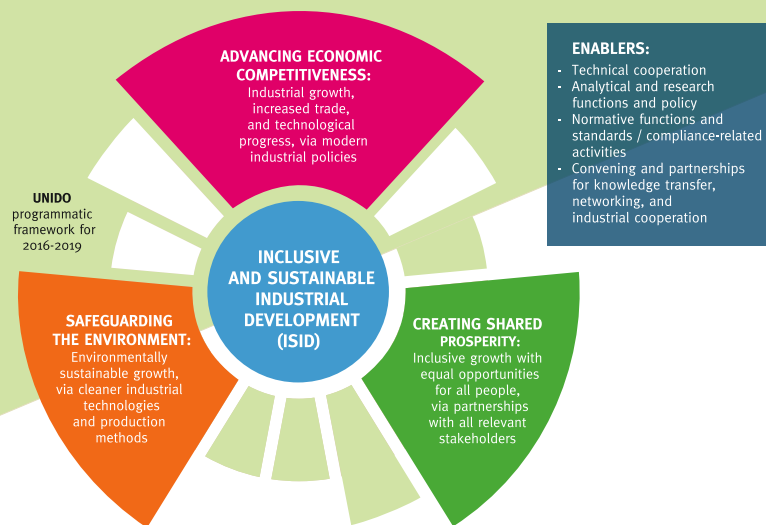 ADVANCING ECONOMIC
COMPETITIVENESS:
Industrial growth,
increased trade,
and technological
progress, via modern
industrial policies
ENABLERS:
- Technical cooperation
- Analytical and research
functions and policy
- Normative functions and
standards / compliance-related
activities
- Convening and partnerships
for knowledge transfer,
networking, and
industrial cooperation
UNIDO
programmatic
framework for
2016-2019
INCLUSIVE
AND SUSTAINABLE
INDUSTRIAL
DEVELOPMENT
(ISID)
SAFEGUARDING
THE ENVIRONMENT:
Environmentally
sustainable growth,
via cleaner industrial
technologies
and production
methods
CREATING SHARED
PROSPERITY:
Inclusive growth with
equal opportunities
for all people,
via partnerships
with all relevant
stakeholders